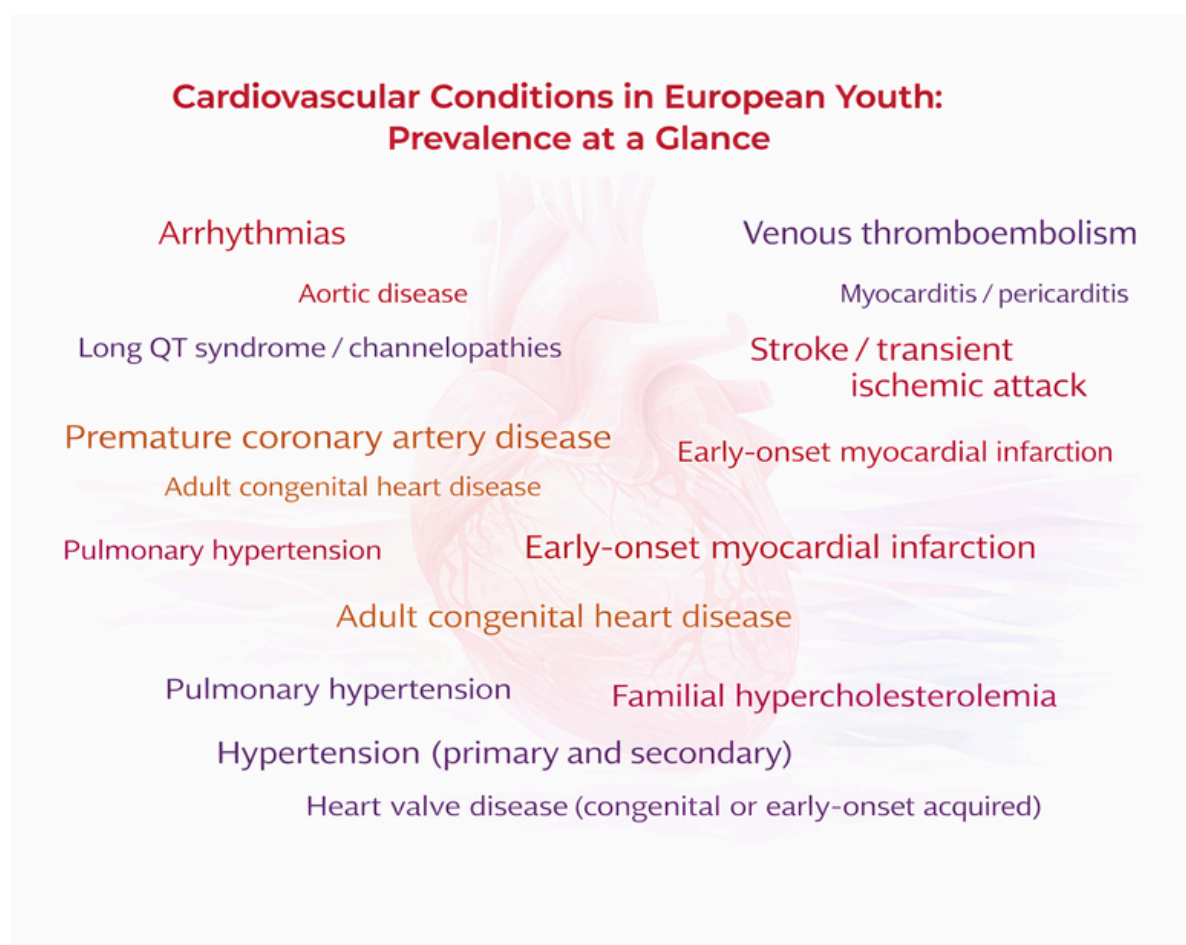 Cardiovascular Conditions in European Youth:
Prevalence at a Glance
Arrhythmias
Venous thromboembolism
Aortic disease
Myocarditis / pericarditis
Long QT syndrome / channelopathies
Stroke / transient
ischemic attack
Premature coronary artery disease
Early-onset myocardial infarction
Adult congenital heart disease
Pulmonary hypertension
Early-onset myocardial infarction
Adult congenital heart disease
Pulmonary hypertension
Familial hypercholesterolemia
Hypertension (primary and secondary)
Heart valve disease (congenital or early-onset acquired)